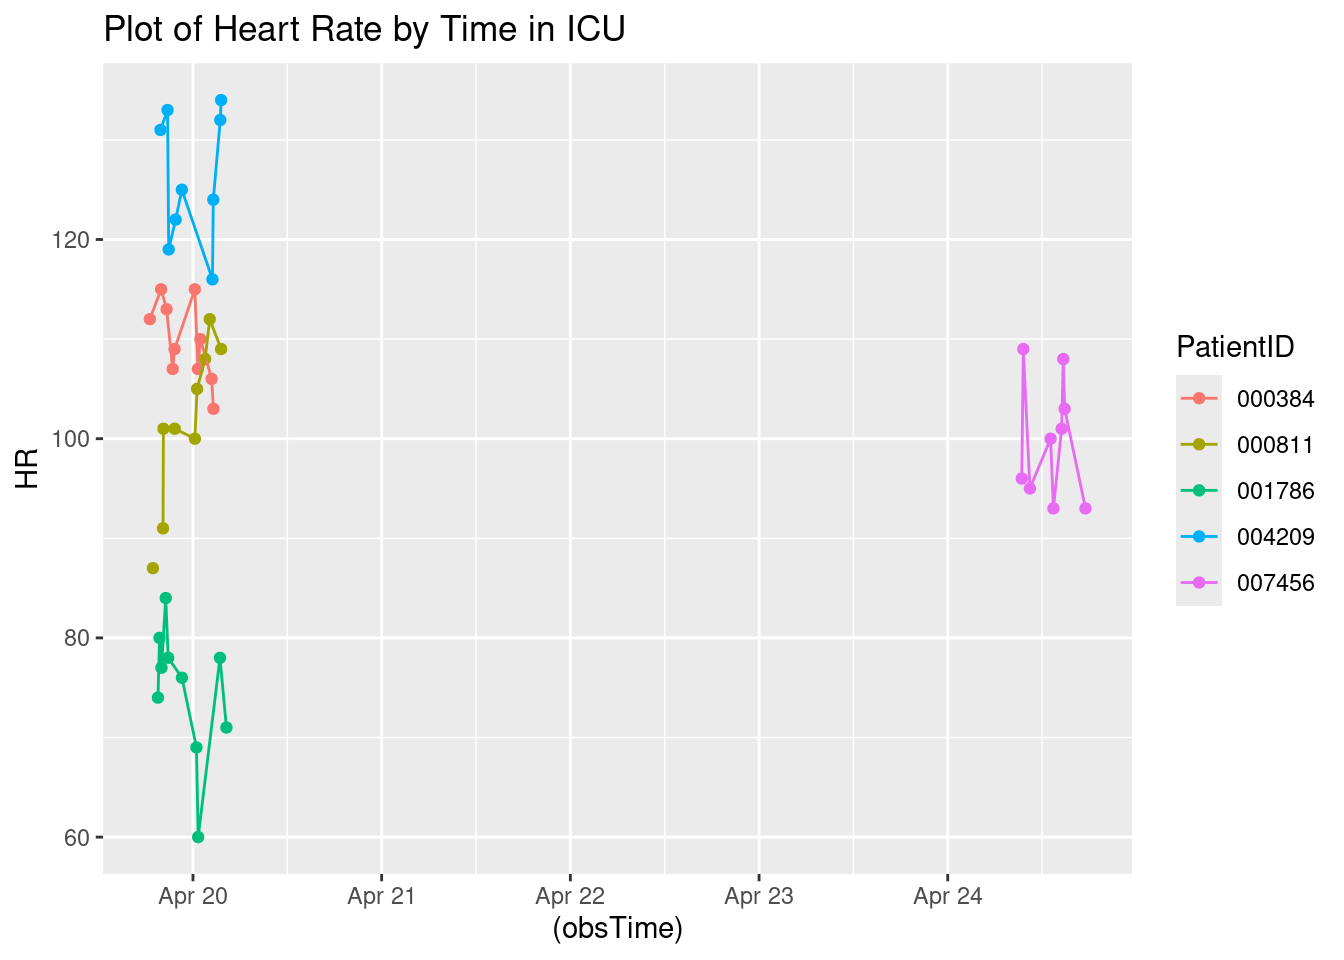 Plot of Heart Rate by Time in ICU
HR
120
100
80
60
Apr 20
Apr 21
Apr 22
Apr 23
Apr 24
(obsTime)
PatientID
000384
000811
001786
004209
007456